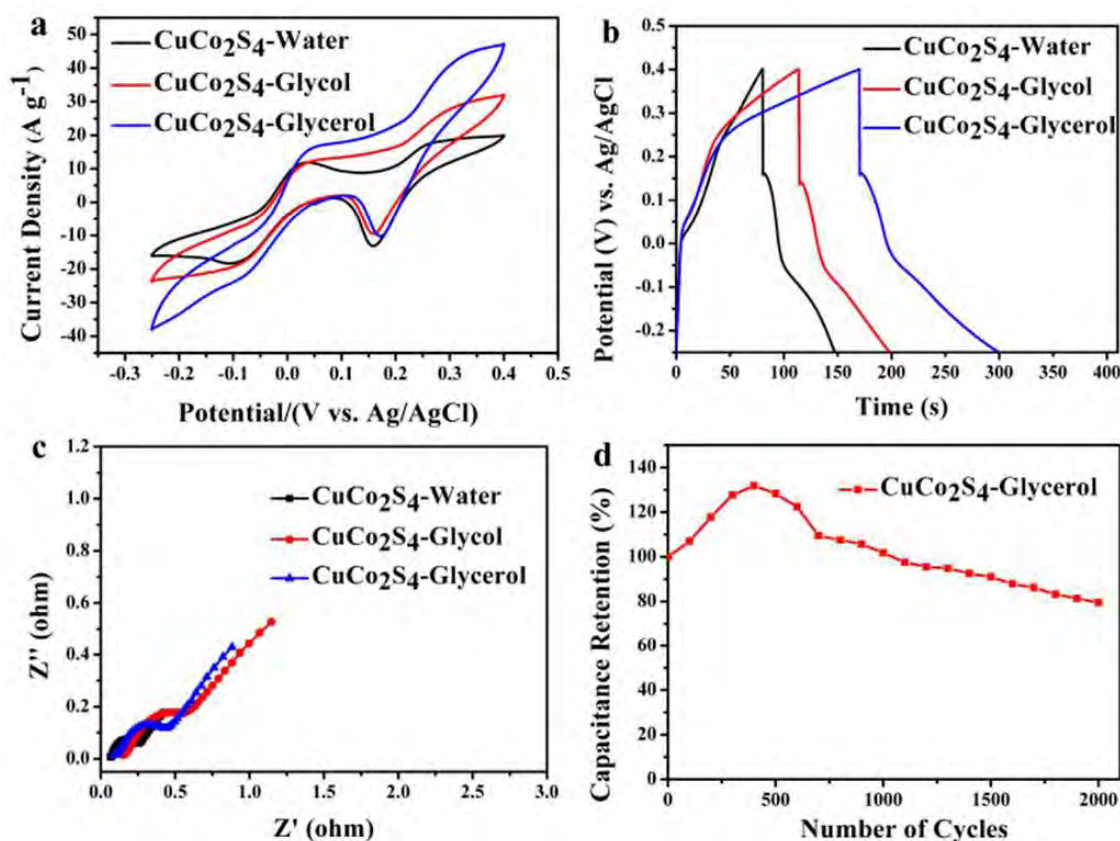 a
CuCo2S4-Water
CuCo2S4-Glycol
CuCo2S4-Glycerol
50
40
30
20
10
0
-10
-20
-30
-40
-0.3 -0.2 -0.1 0.0 0.1 0.2 0.3 0.4 0.5
Current Density (A g-1)
Potential/(V vs. Ag/AgCl)
b
CuCo2S4-Water
CuCo2S4-Glycol
CuCo2S4-Glycerol
0.5
0.4
0.3
0.2
0.1
0.0
-0.1
-0.2
0 100 200 300 400
Potential (V) vs. Ag/AgCl
Time (s)
c
CuCo2S4-Water
CuCo2S4-Glycol
CuCo2S4-Glycerol
1.2
1.0
0.8
0.6
0.4
0.2
0.0
0.0 0.5 1.0 1.5 2.0 2.5 3.0
Z'' (ohm)
Z' (ohm)
d
CuCo2S4-Glycerol
140
120
100
80
60
40
20
0
0 500 1000 1500 2000
Capacitance Retention (%)
Number of Cycles